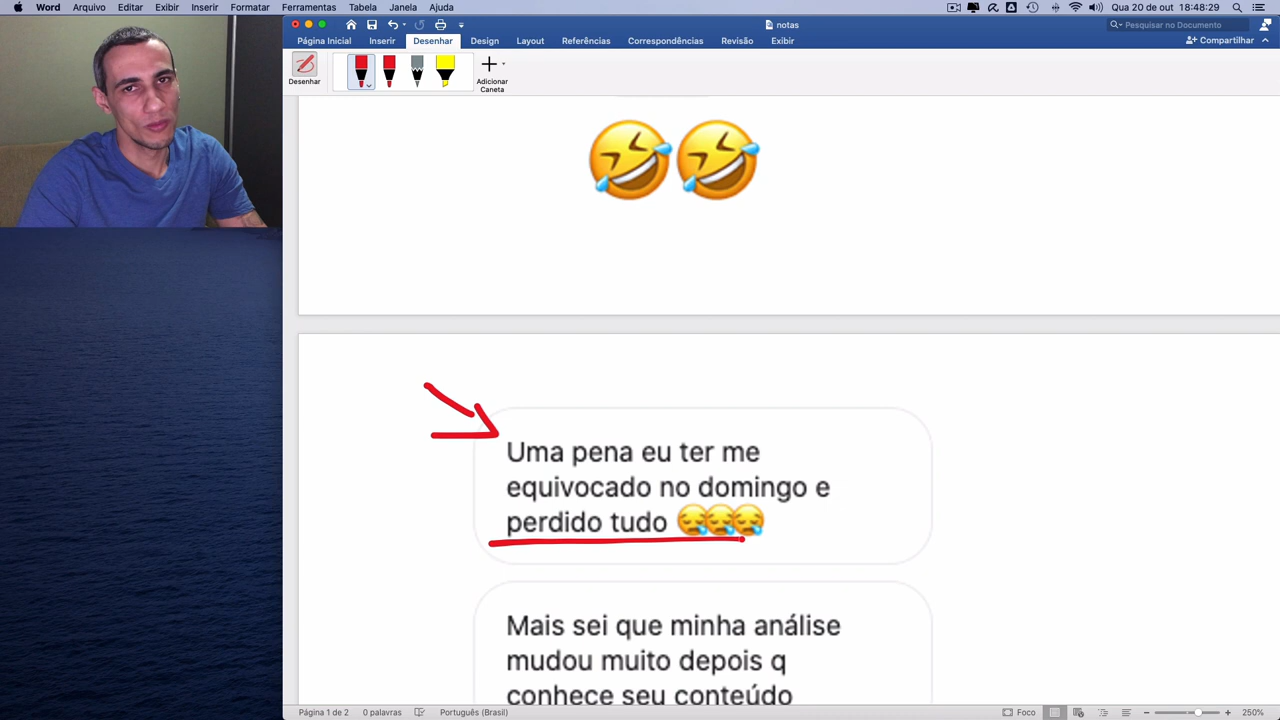 Word Arquivo Editar Exibir Inserir Formatar Ferramentas Tabela Janela Ajuda Qua 20 de out 18:48:29
notas
Pesquisar no Documento
Página Inicial Inserir Desenhar Design Layout Referências Correspondências Revisão Exibir
Compartilhar
Desenhar
Adicionar
Caneta
Uma pena eu ter me
equivocado no domingo e
perdido tudo 😪😪😪
Mais sei que minha análise
mudou muito depois q
conhece seu conteúdo
Página 1 de 2 0 palavras Português (Brasil) Foco 250%